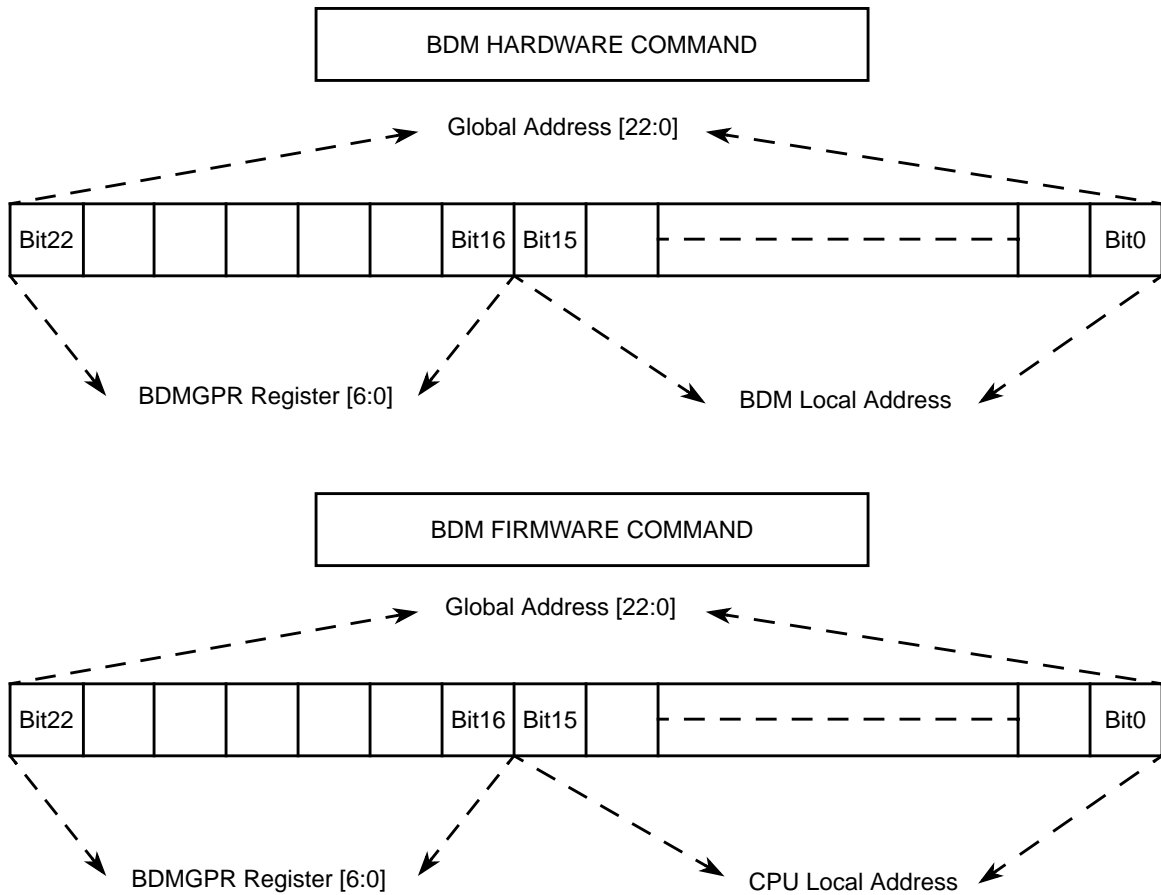 BDM HARDWARE COMMAND
Global Address [22:0]
Bit22 Bit16 Bit15 Bit0
BDMGPR Register [6:0] BDM Local Address
BDM FIRMWARE COMMAND
Global Address [22:0]
Bit22 Bit16 Bit15 Bit0
BDMGPR Register [6:0] CPU Local Address